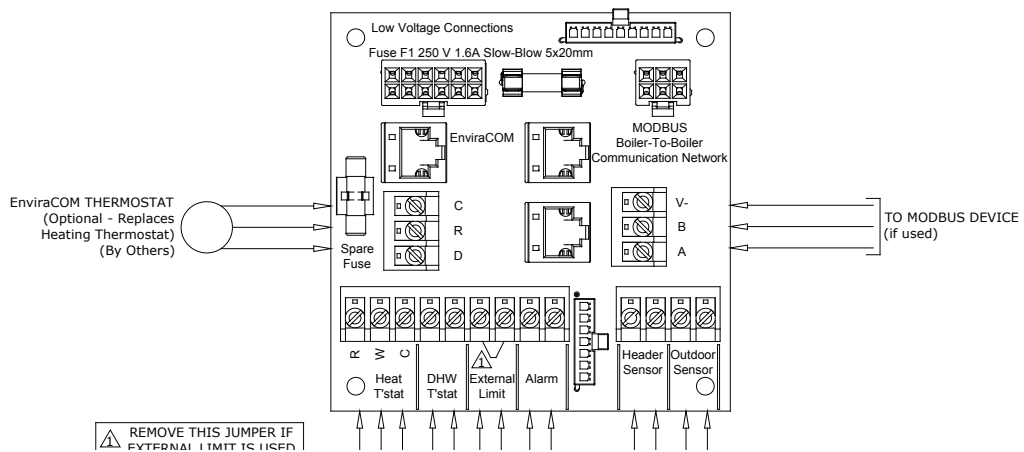 Low Voltage Connections
Fuse F1 250 V 1.6A Slow-Blow 5x20mm
EnviraCOM
MODBUS
Boiler-To-Boiler
Communication Network
EnviraCOM THERMOSTAT
(Optional - Replaces
Heating Thermostat)
(By Others)
Spare
Fuse
C
R
D
V-
B
A
TO MODBUS DEVICE
(if used)
R
W
C
Heat
T'stat
DHW
T'stat
1
External
Limit
Alarm
Header
Sensor
Outdoor
Sensor
1
REMOVE THIS JUMPER IF
EXTERNAL LIMIT IS USED